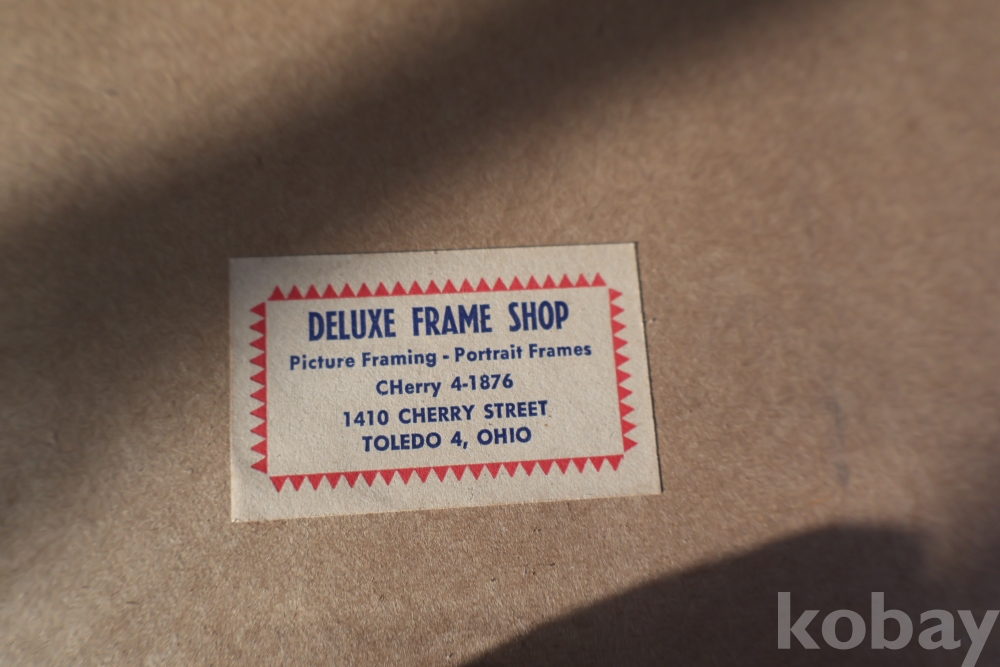 DELUXE FRAME SHOP
Picture Framing - Portrait Frames
CHerry 4-1876
1410 CHERRY STREET
TOLEDO 4, OHIO
kobay